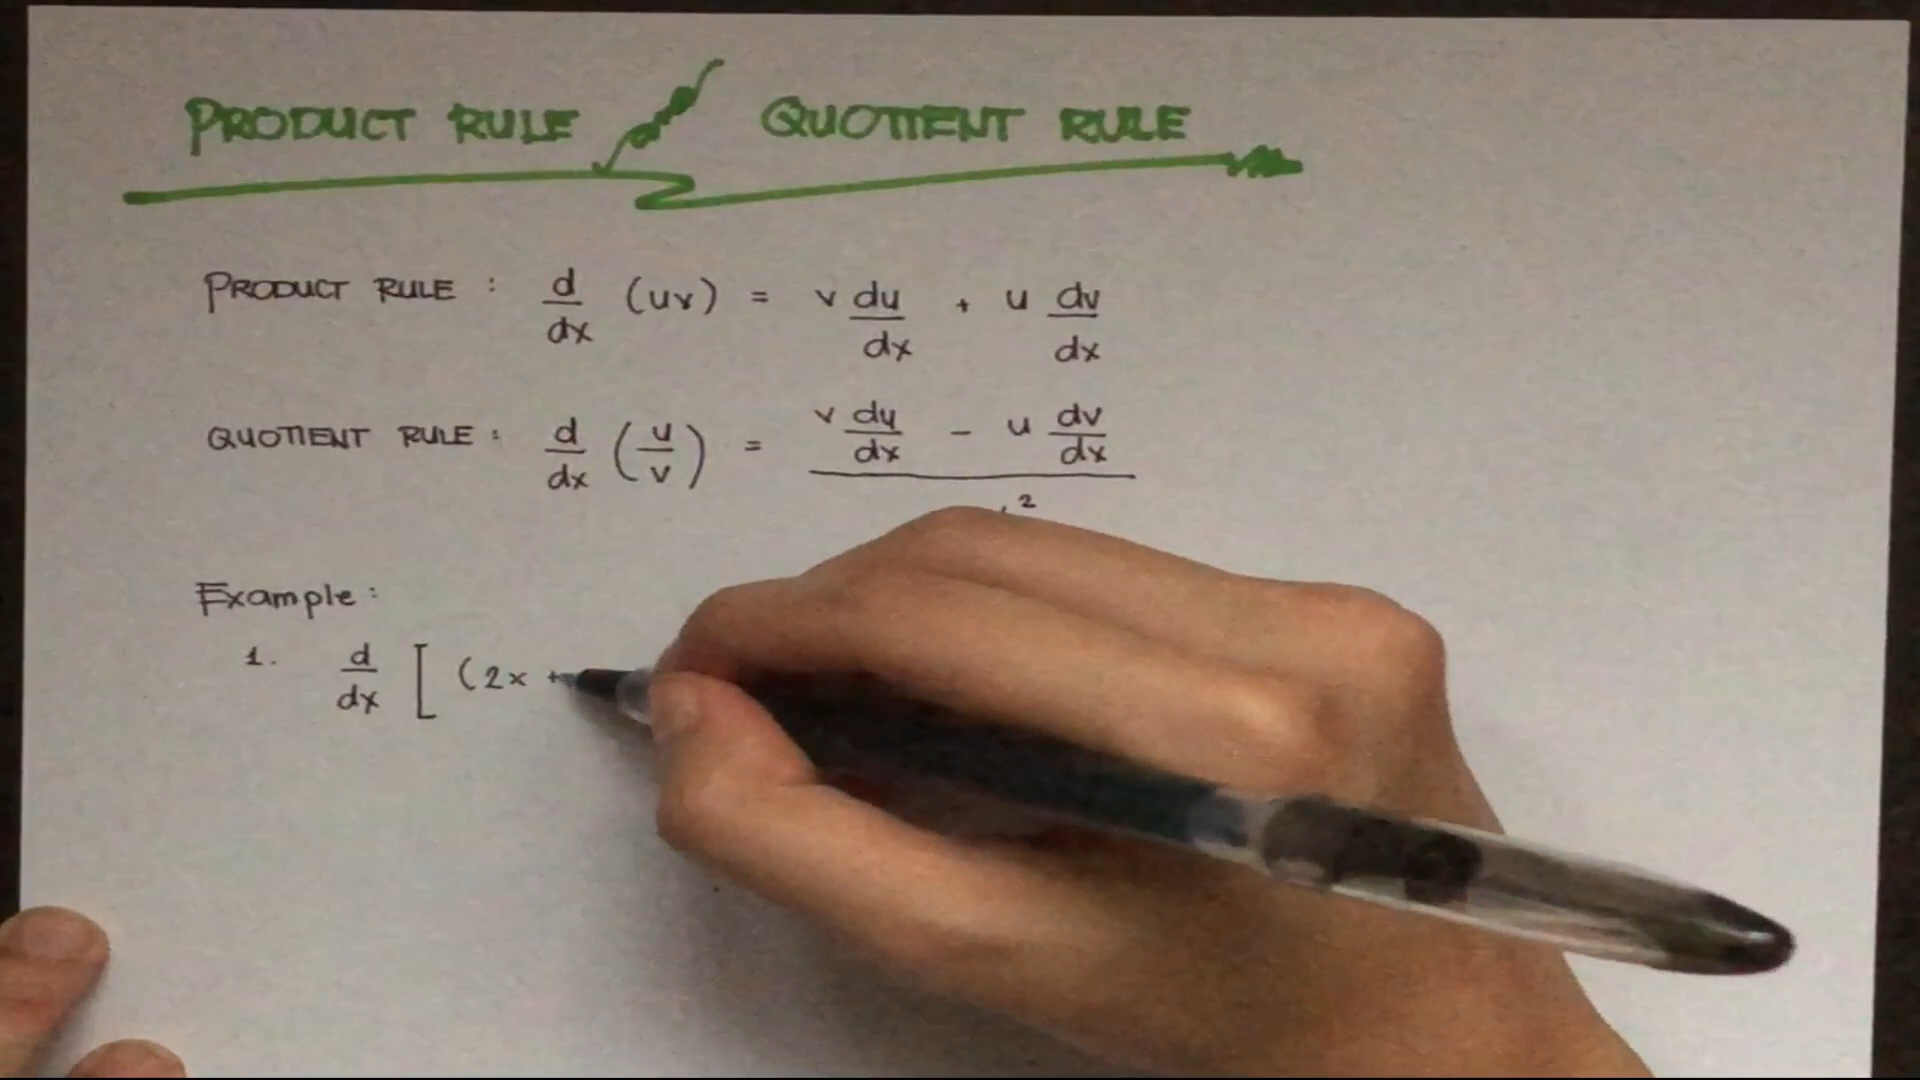 PRODUCT RULE QUOTIENT RULE
PRODUCT RULE : d/dx (uv) = v du/dx + u dv/dx
QUOTIENT RULE : d/dx (u/v) = v du/dx - u dv/dx
2
Example :
1. d/dx [ (2x +